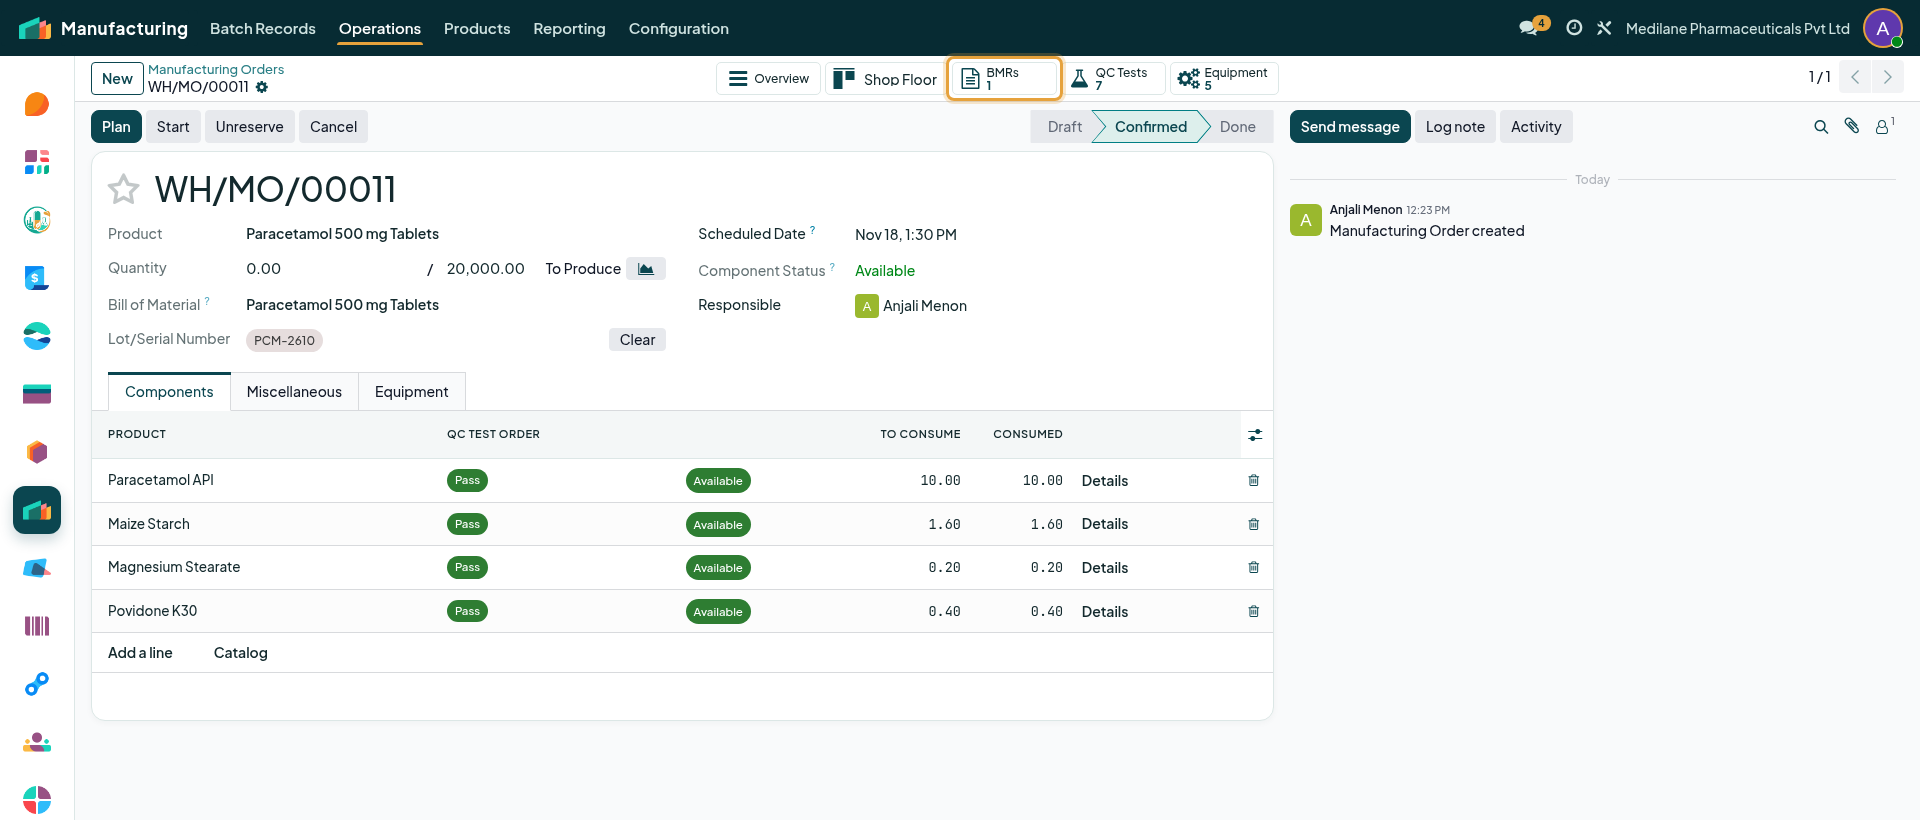 Manufacturing
Batch Records
Operations
Products
Reporting
Configuration
4
Medilane Pharmaceuticals Pvt Ltd
A
New
Manufacturing Orders
WH/MO/00011
Overview
Shop Floor
BMRs
1
QC Tests
7
Equipment
5
1 / 1
Plan
Start
Unreserve
Cancel
Draft
Confirmed
Done
Send message
Log note
Activity
1
WH/MO/00011
Product
Paracetamol 500 mg Tablets
Scheduled Date ?
Nov 18, 1:30 PM
Quantity
0.00 / 20,000.00 To Produce
Component Status ?
Available
Bill of Material ?
Paracetamol 500 mg Tablets
Responsible
A Anjali Menon
Lot/Serial Number
PCM-2610
Clear
Today
A
Anjali Menon 12:23 PM
Manufacturing Order created
Components
Miscellaneous
Equipment
PRODUCT QC TEST ORDER TO CONSUME CONSUMED
Paracetamol API Pass Available 10.00 10.00 Details
Maize Starch Pass Available 1.60 1.60 Details
Magnesium Stearate Pass Available 0.20 0.20 Details
Povidone K30 Pass Available 0.40 0.40 Details
Add a line Catalog
$